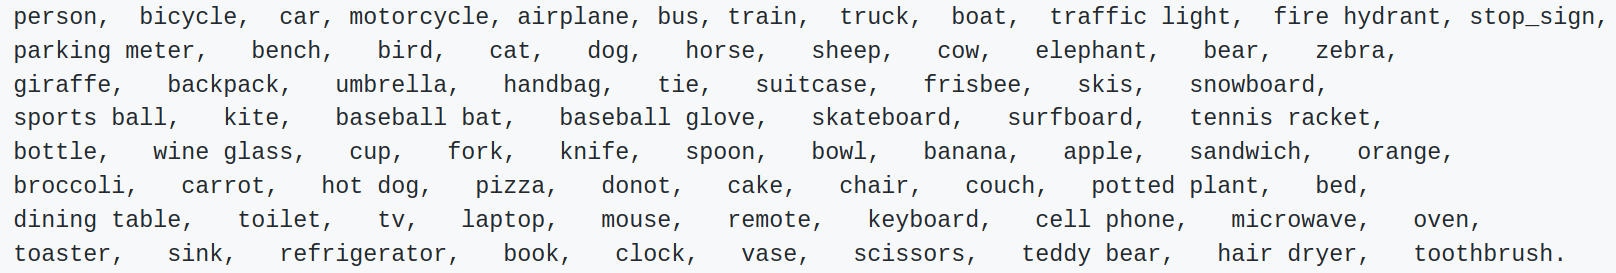 person, bicycle, car, motorcycle, airplane, bus, train, truck, boat, traffic light, fire hydrant, stop_sign,
parking meter, bench, bird, cat, dog, horse, sheep, cow, elephant, bear, zebra,
giraffe, backpack, umbrella, handbag, tie, suitcase, frisbee, skis, snowboard,
sports ball, kite, baseball bat, baseball glove, skateboard, surfboard, tennis racket,
bottle, wine glass, cup, fork, knife, spoon, bowl, banana, apple, sandwich, orange,
broccoli, carrot, hot dog, pizza, donot, cake, chair, couch, potted plant, bed,
dining table, toilet, tv, laptop, mouse, remote, keyboard, cell phone, microwave, oven,
toaster, sink, refrigerator, book, clock, vase, scissors, teddy bear, hair dryer, toothbrush.